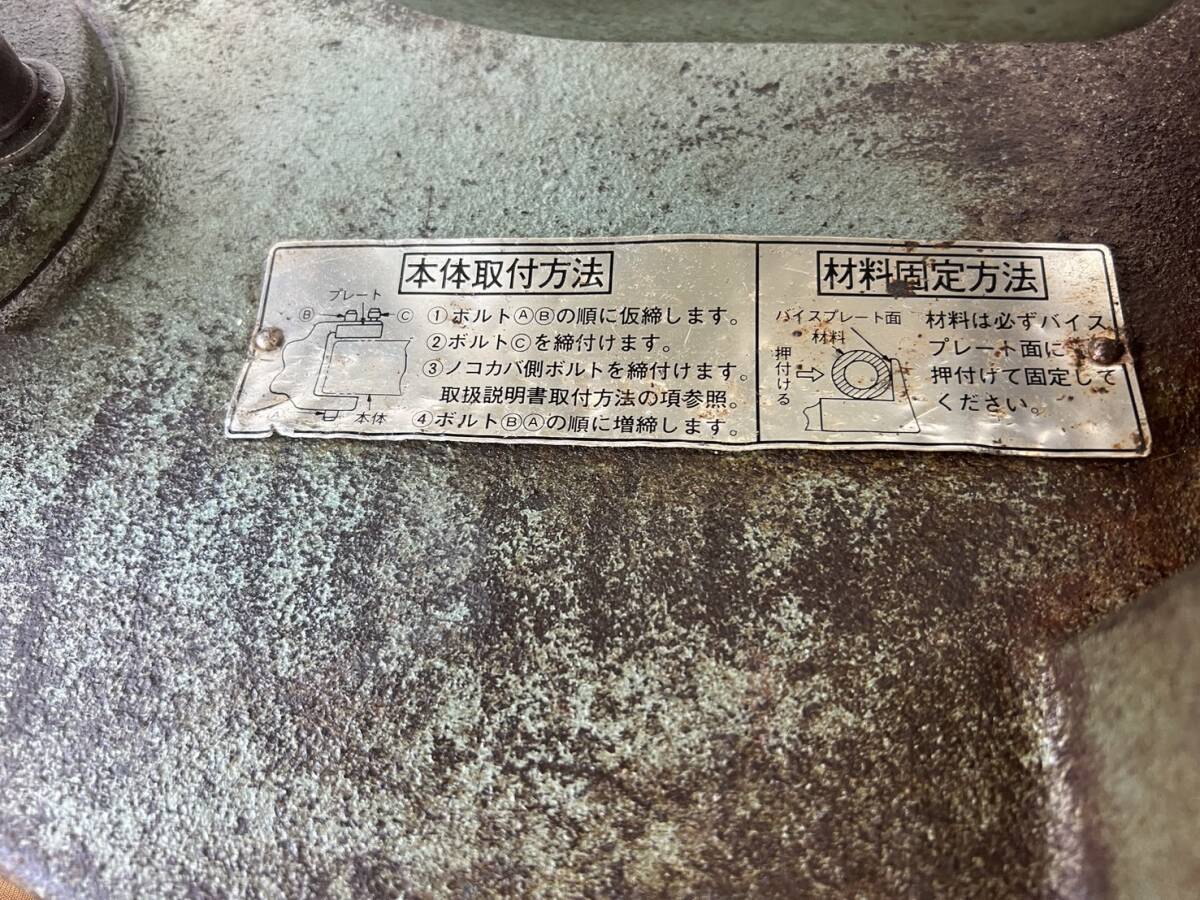 本体取付方法
プレート
Ⓑ
Ⓒ
本体
①ボルトⒶⒷの順に仮締します。
②ボルトⒸを締付けます。
③ノコカバ側ボルトを締付けます。
取扱説明書取付方法の項参照。
④ボルトⒷⒶの順に増締します。
材料固定方法
バイスプレート面
材料
押付ける
材料は必ずバイス
プレート面に
押付けて固定して
ください。